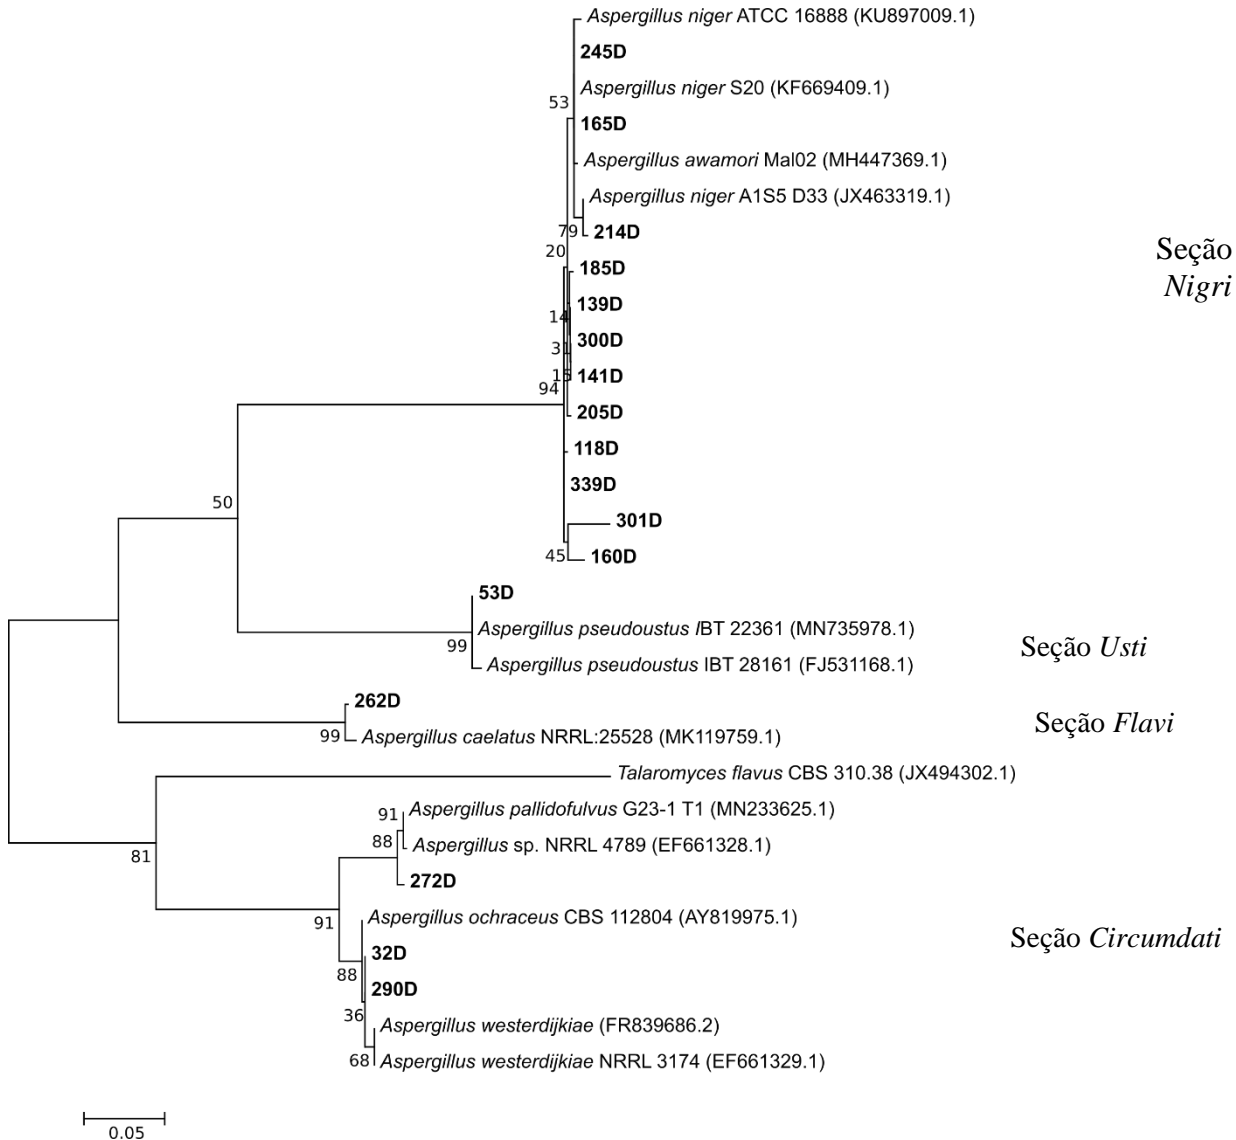 Aspergillus niger ATCC 16888 (KU897009.1)
245D
Aspergillus niger S20 (KF669409.1)
53
165D
Aspergillus awamori Mal02 (MH447369.1)
Aspergillus niger A1S5 D33 (JX463319.1)
79
214D
20
Seção
Nigri
185D
139D
14
300D
31
141D
15
94
205D
118D
339D
50
301D
45
160D
53D
Aspergillus pseudoustus IBT 22361 (MN735978.1)
99
Seção Usti
Aspergillus pseudoustus IBT 28161 (FJ531168.1)
262D
Seção Flavi
99
Aspergillus caelatus NRRL:25528 (MK119759.1)
Talaromyces flavus CBS 310.38 (JX494302.1)
91
Aspergillus pallidofulvus G23-1 T1 (MN233625.1)
88
Aspergillus sp. NRRL 4789 (EF661328.1)
81
272D
91
Aspergillus ochraceus CBS 112804 (AY819975.1)
Seção Circumdati
32D
88
290D
36
Aspergillus westerdijkiae (FR839686.2)
68
Aspergillus westerdijkiae NRRL 3174 (EF661329.1)
0.05